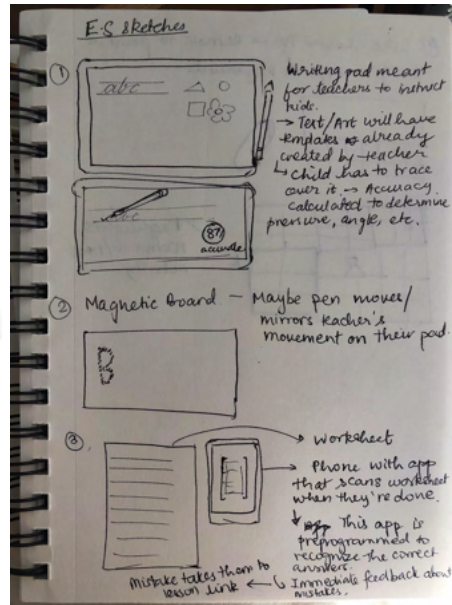 E.S Sketches
①
abc
Writing pad meant
for teachers to instruct
kids.
→ Text/Art will have
templates already
created by teacher
↳ Child has to trace
over it. → Accuracy
calculated to determine
pressure, angle, etc.
abc
87%
accurate
② Magnetic Board - Maybe pen moves/
mirrors teacher's
movement on their pad.
B
③.
→ Worksheet
→ Phone with app
that scans worksheet
when they're done.
↓ This app is
preprogrammed to
recognize the correct
answers.
↳ Immediate feedback about
mistakes.
Mistake takes them to
lesson link ←